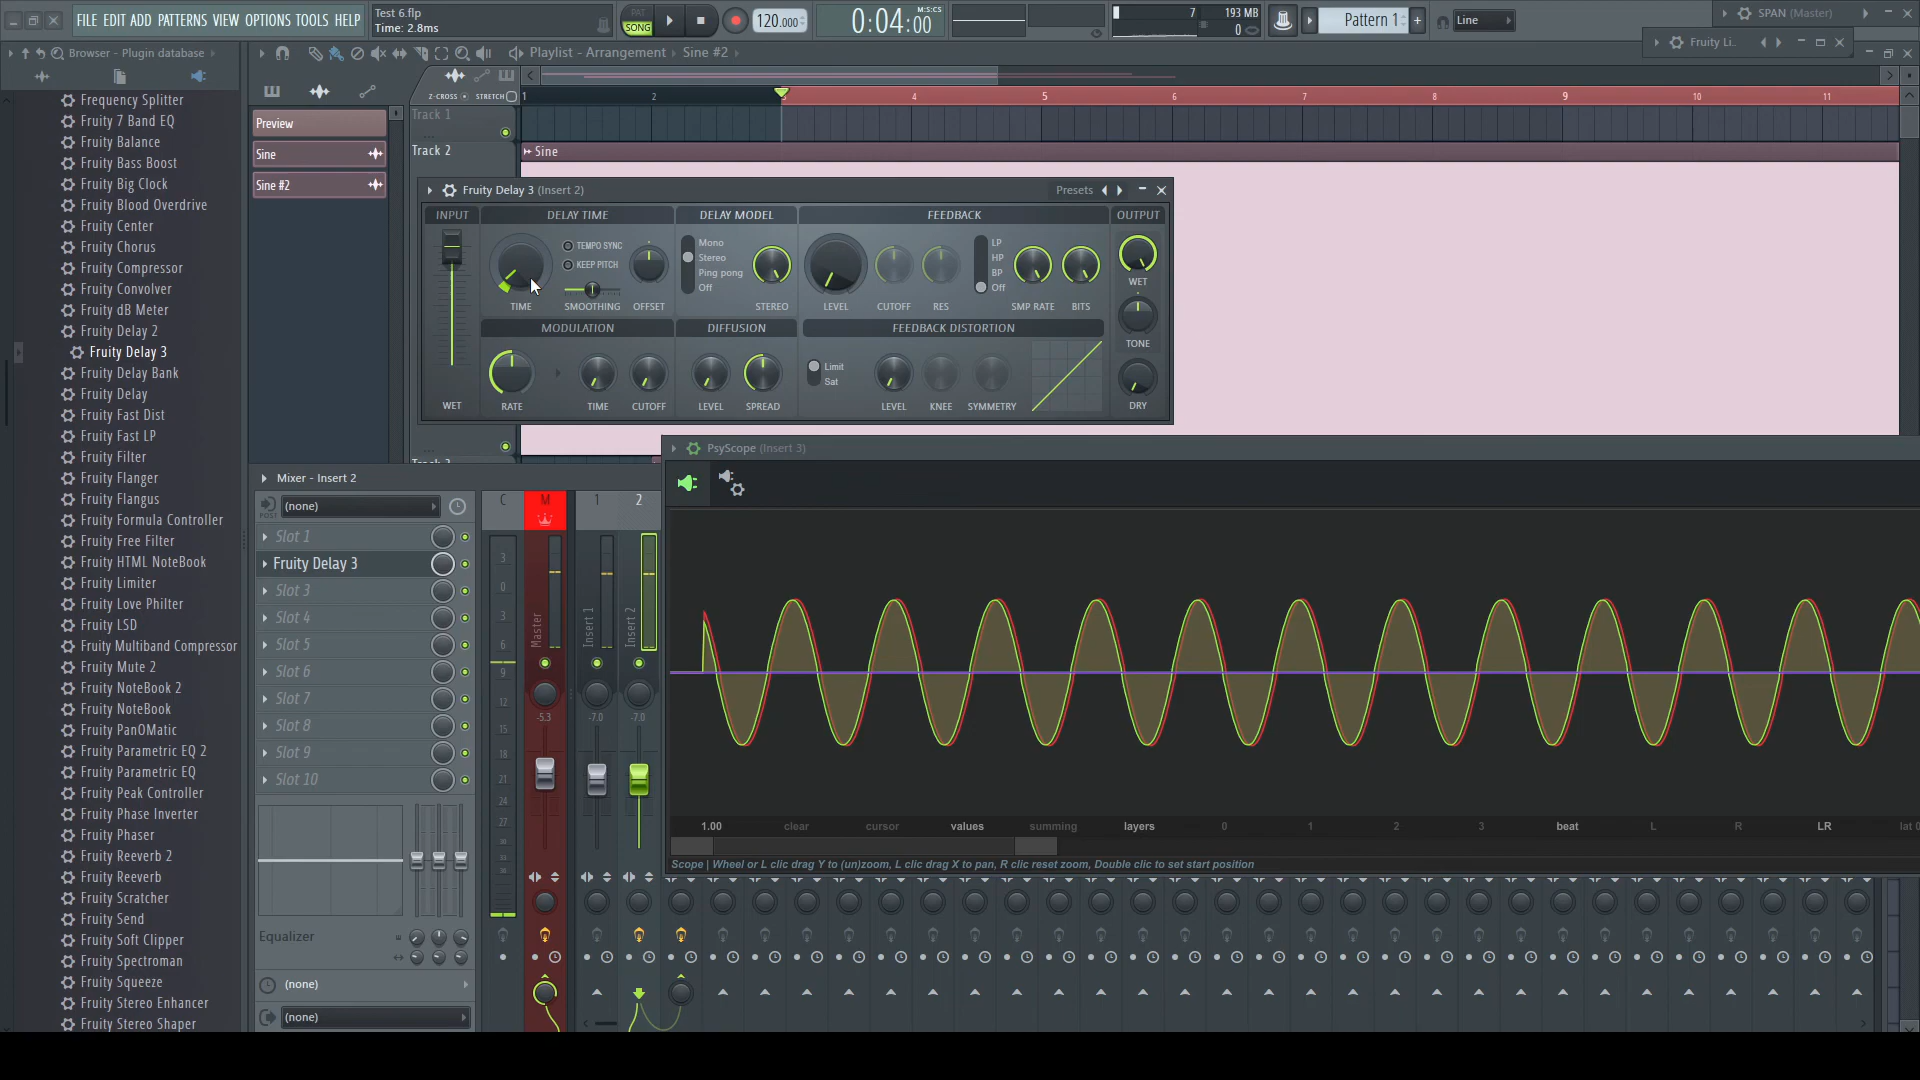 FILE EDIT ADD PATTERNS VIEW OPTIONS TOOLS HELP
Test 6.flp
Time: 2.8ms
PAT
SONG
120.000
M:S:CS
0:04:00
7
193 MB
0
Pattern 1
Line
SPAN (Master)
Fruity Li..
Browser - Plugin database
Playlist - Arrangement
Sine #2
Z-CROSS
STRETCH
1 2 3 4 5 6 7 8 9 10 11
Frequency Splitter
Fruity 7 Band EQ
Fruity Balance
Fruity Bass Boost
Fruity Big Clock
Fruity Blood Overdrive
Fruity Center
Fruity Chorus
Fruity Compressor
Fruity Convolver
Fruity dB Meter
Fruity Delay 2
Fruity Delay 3
Fruity Delay Bank
Fruity Delay
Fruity Fast Dist
Fruity Fast LP
Fruity Filter
Fruity Flanger
Fruity Flangus
Fruity Formula Controller
Fruity Free Filter
Fruity HTML NoteBook
Fruity Limiter
Fruity Love Philter
Fruity LSD
Fruity Multiband Compressor
Fruity Mute 2
Fruity NoteBook 2
Fruity NoteBook
Fruity PanOMatic
Fruity Parametric EQ 2
Fruity Parametric EQ
Fruity Peak Controller
Fruity Phase Inverter
Fruity Phaser
Fruity Reeverb 2
Fruity Reeverb
Fruity Scratcher
Fruity Send
Fruity Soft Clipper
Fruity Spectroman
Fruity Squeeze
Fruity Stereo Enhancer
Fruity Stereo Shaper
Preview
Sine
Sine #2
Track 1
Track 2
Sine
Fruity Delay 3 (Insert 2)
Presets
INPUT
DELAY TIME
DELAY MODEL
FEEDBACK
OUTPUT
TEMPO SYNC
KEEP PITCH
Mono
Stereo
Ping pong
Off
LP
HP
BP
Off
WET
TIME
SMOOTHING
OFFSET
STEREO
LEVEL
CUTOFF
RES
SMP RATE
BITS
MODULATION
DIFFUSION
FEEDBACK DISTORTION
TONE
Limit
Sat
WET
RATE
TIME
CUTOFF
LEVEL
SPREAD
LEVEL
KNEE
SYMMETRY
DRY
Mixer - Insert 2
(none)
POST
Slot 1
Fruity Delay 3
Slot 3
Slot 4
Slot 5
Slot 6
Slot 7
Slot 8
Slot 9
Slot 10
Equalizer
(none)
(none)
C M 1 2
3
0
3
6
9
12
15
18
21
24
27
30
33
Master
Insert 1
Insert 2
-5.3
-7.0
-7.0
PsyScope (Insert 3)
1.00 clear cursor values summing layers 0 1 2 3 beat L R LR lat 0
Scope | Wheel or L clic drag Y to (un)zoom, L clic drag X to pan, R clic reset zoom, Double clic to set start position